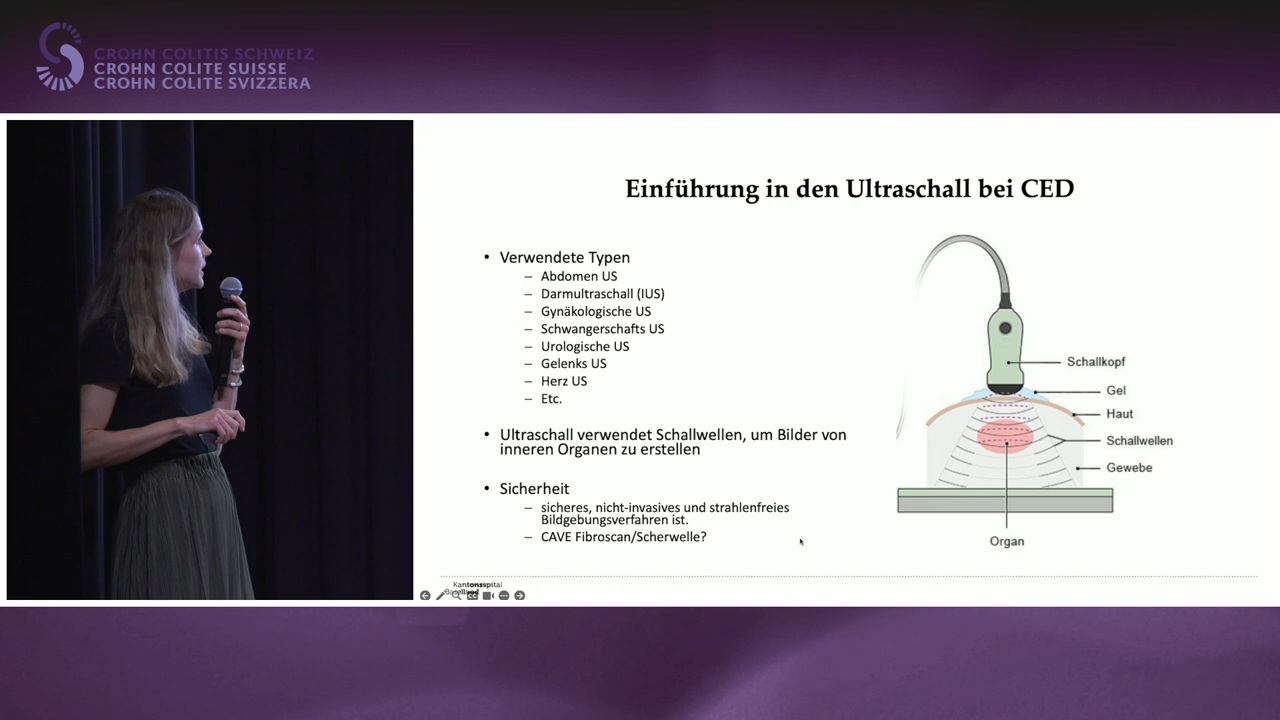 CROHN COLITIS SCHWEIZ
CROHN COLITE SUISSE
CROHN COLITE SVIZZERA
Einführung in den Ultraschall bei CED
• Verwendete Typen
– Abdomen US
– Darmultraschall (IUS)
– Gynäkologische US
– Schwangerschafts US
– Urologische US
– Gelenks US
– Herz US
– Etc.
• Ultraschall verwendet Schallwellen, um Bilder von
inneren Organen zu erstellen
• Sicherheit
– sicheres, nicht-invasives und strahlenfreies
Bildgebungsverfahren ist.
– CAVE Fibroscan/Scherwelle?
Schallkopf
Gel
Haut
Schallwellen
Gewebe
Organ
Kantonsspital